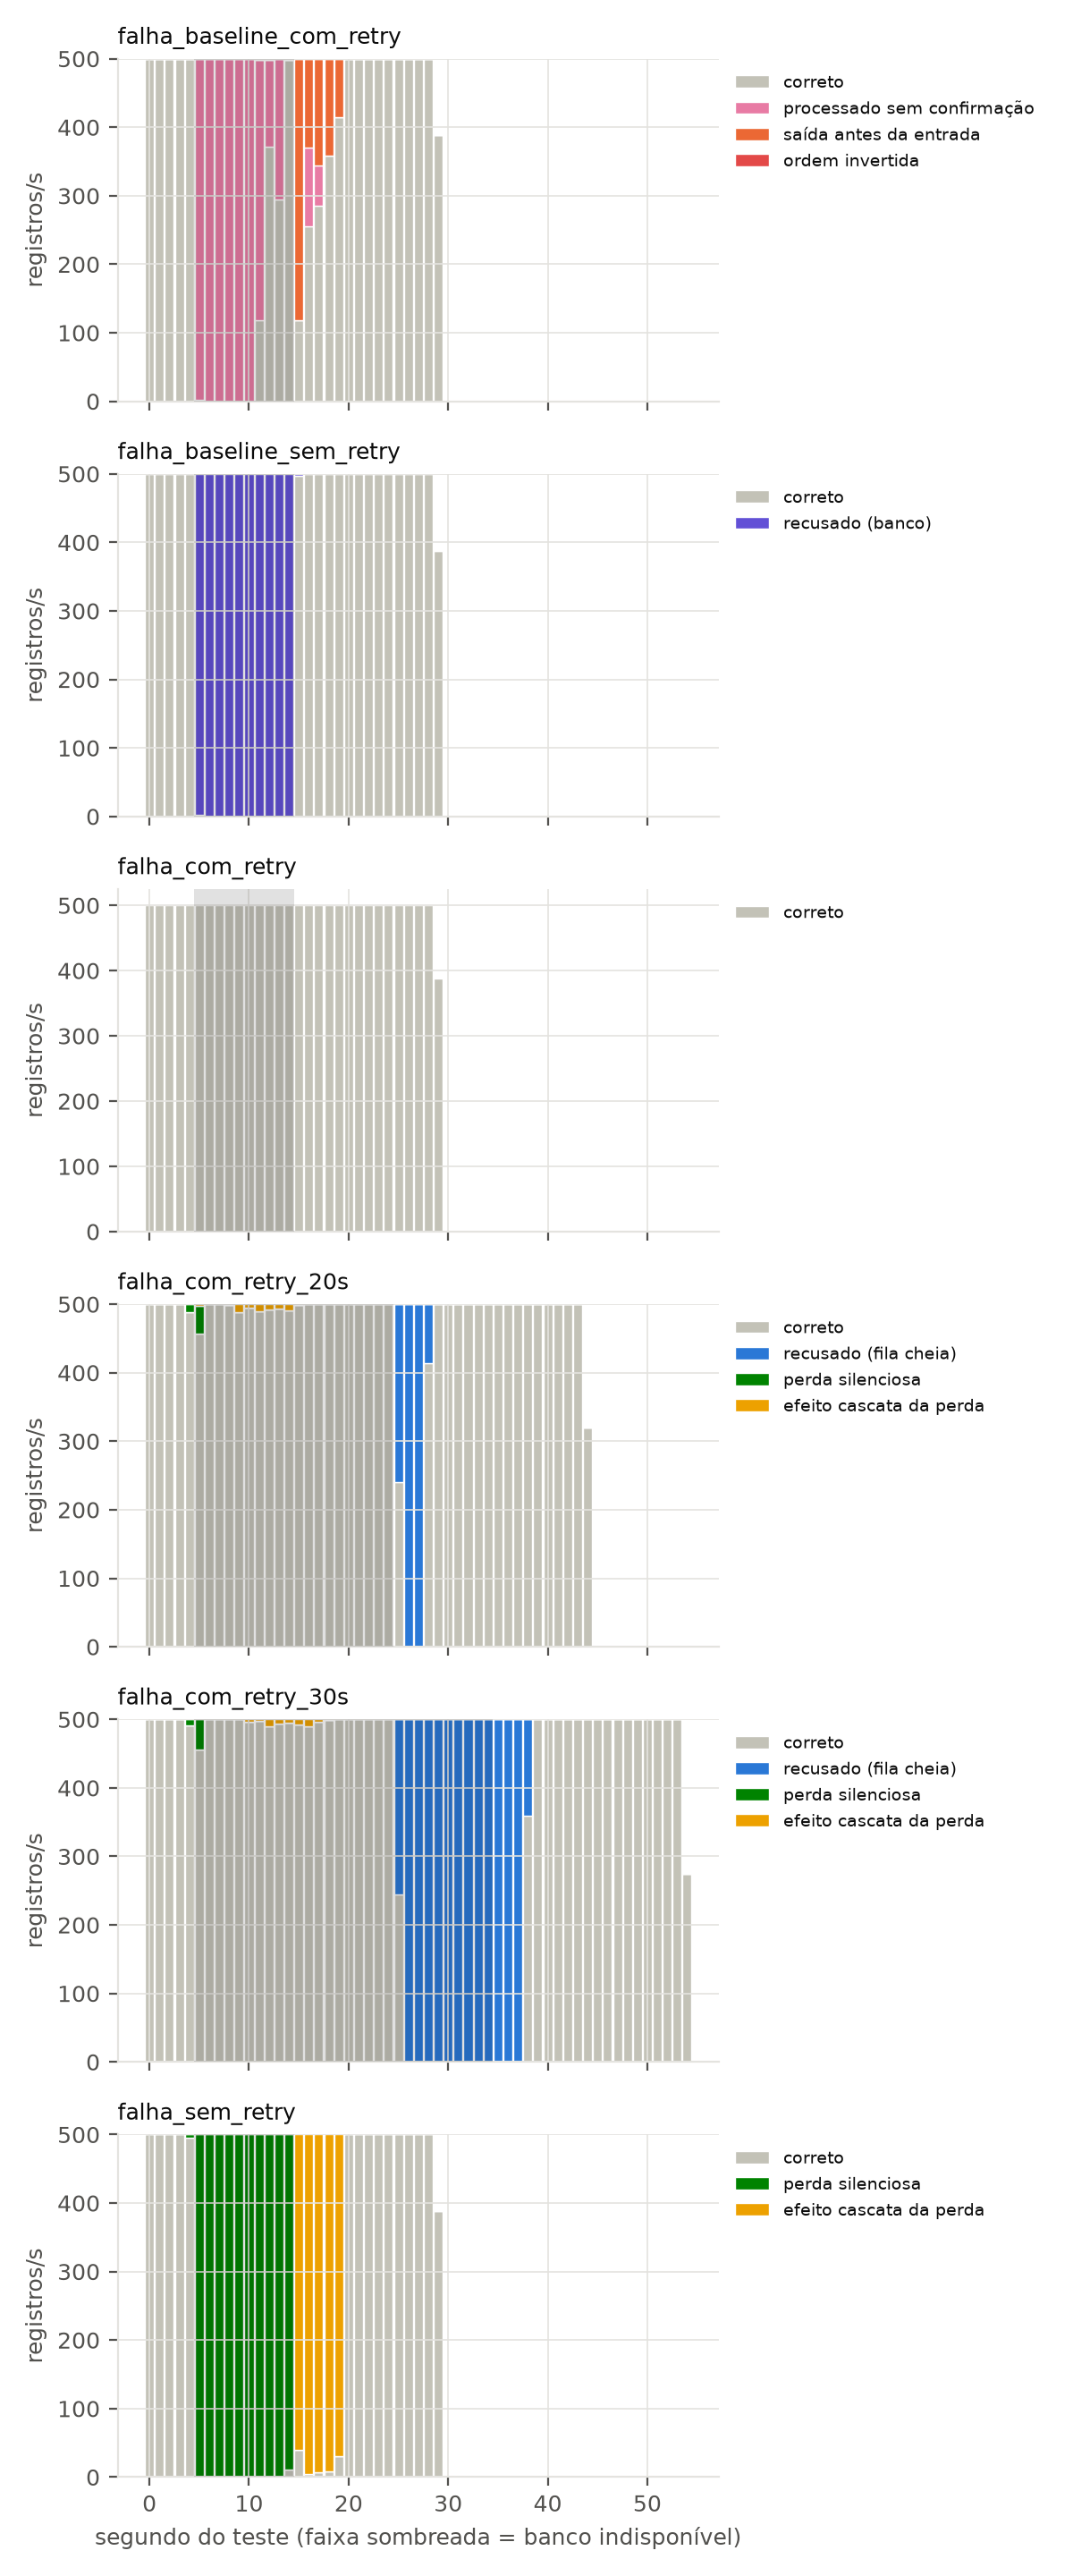 falha_baseline_com_retry
500
400
300
200
100
0
registros/s
correto
processado sem confirmação
saída antes da entrada
ordem invertida
falha_baseline_sem_retry
500
400
300
200
100
0
registros/s
correto
recusado (banco)
falha_com_retry
500
400
300
200
100
0
registros/s
correto
falha_com_retry_20s
500
400
300
200
100
0
registros/s
correto
recusado (fila cheia)
perda silenciosa
efeito cascata da perda
falha_com_retry_30s
500
400
300
200
100
0
registros/s
correto
recusado (fila cheia)
perda silenciosa
efeito cascata da perda
falha_sem_retry
500
400
300
200
100
0
registros/s
correto
perda silenciosa
efeito cascata da perda
0 10 20 30 40 50
segundo do teste (faixa sombreada = banco indisponível)